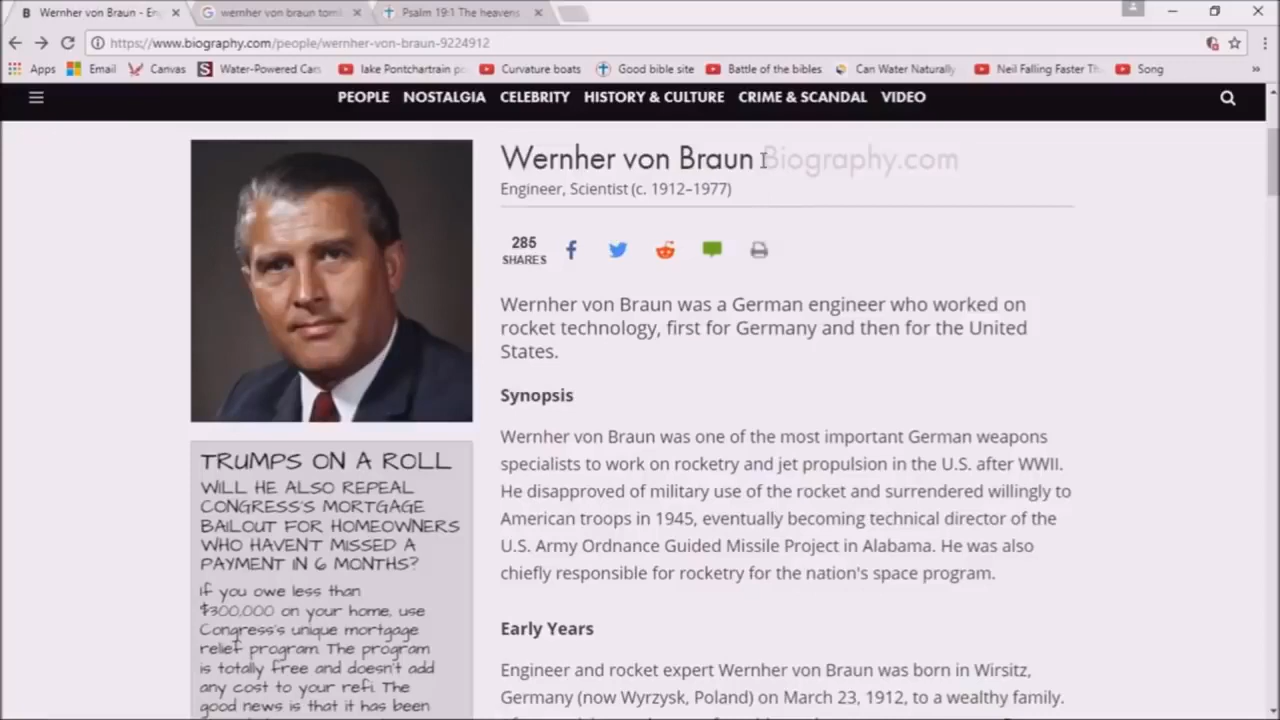 B Wernher von Braun - En
wernher von braun tom
Psalm 19:1 The heavens
https://www.biography.com/people/wernher-von-braun-9224912
Apps Email Canvas Water-Powered Cars lake Pontchartrain p Curvature boats Good bible site Battle of the bibles Can Water Naturally Neil Falling Faster Th Song »
PEOPLE NOSTALGIA CELEBRITY HISTORY & CULTURE CRIME & SCANDAL VIDEO
Wernher von Braun Biography.com
Engineer, Scientist (c. 1912–1977)
285
SHARES
Wernher von Braun was a German engineer who worked on
rocket technology, first for Germany and then for the United
States.
Synopsis
Wernher von Braun was one of the most important German weapons
specialists to work on rocketry and jet propulsion in the U.S. after WWII.
He disapproved of military use of the rocket and surrendered willingly to
American troops in 1945, eventually becoming technical director of the
U.S. Army Ordnance Guided Missile Project in Alabama. He was also
chiefly responsible for rocketry for the nation's space program.
Early Years
Engineer and rocket expert Wernher von Braun was born in Wirsitz,
Germany (now Wyrzysk, Poland) on March 23, 1912, to a wealthy family.
TRUMPS ON A ROLL
WILL HE ALSO REPEAL
CONGRESS'S MORTGAGE
BAILOUT FOR HOMEOWNERS
WHO HAVENT MISSED A
PAYMENT IN 6 MONTHS?
If you owe less than
$300,000 on your home, use
Congress's unique mortgage
relief program. The program
is totally free and doesn't add
any cost to your refi. The
good news is that it has been